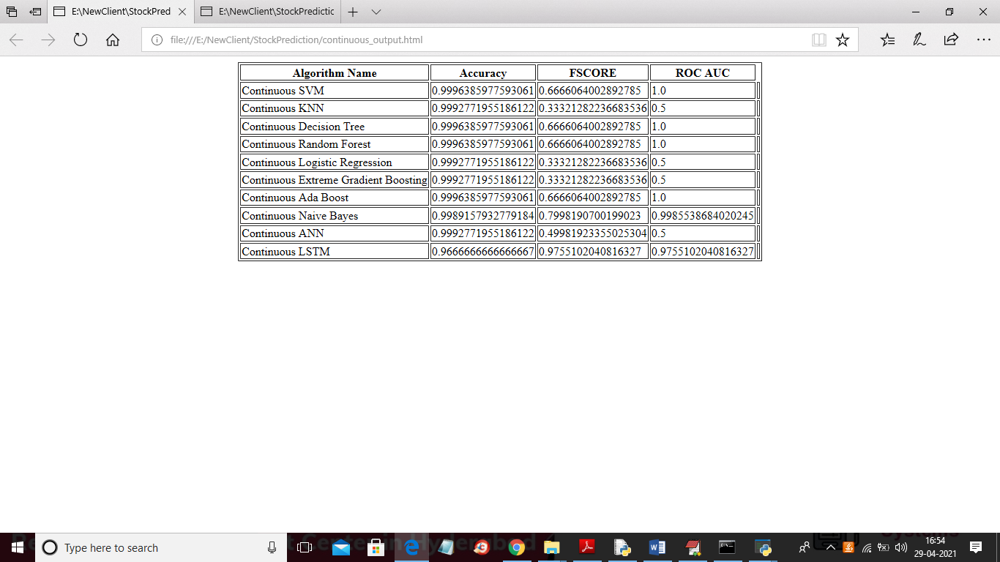 E:\NewClient\StockPred
E:\NewClient\StockPredictic
file:///E:/NewClient/StockPrediction/continuous_output.html
Algorithm Name Accuracy FSCORE ROC AUC
Continuous SVM 0.9996385977593061 0.6666064002892785 1.0
Continuous KNN 0.9992771955186122 0.33321282236683536 0.5
Continuous Decision Tree 0.9996385977593061 0.6666064002892785 1.0
Continuous Random Forest 0.9996385977593061 0.6666064002892785 1.0
Continuous Logistic Regression 0.9992771955186122 0.33321282236683536 0.5
Continuous Extreme Gradient Boosting 0.9992771955186122 0.33321282236683536 0.5
Continuous Ada Boost 0.9996385977593061 0.6666064002892785 1.0
Continuous Naive Bayes 0.9989157932779184 0.7998190700199023 0.9985538684020245
Continuous ANN 0.9992771955186122 0.49981923355025304 0.5
Continuous LSTM 0.9666666666666667 0.9755102040816327 0.9755102040816327
Type here to search
16:54
29-04-2021